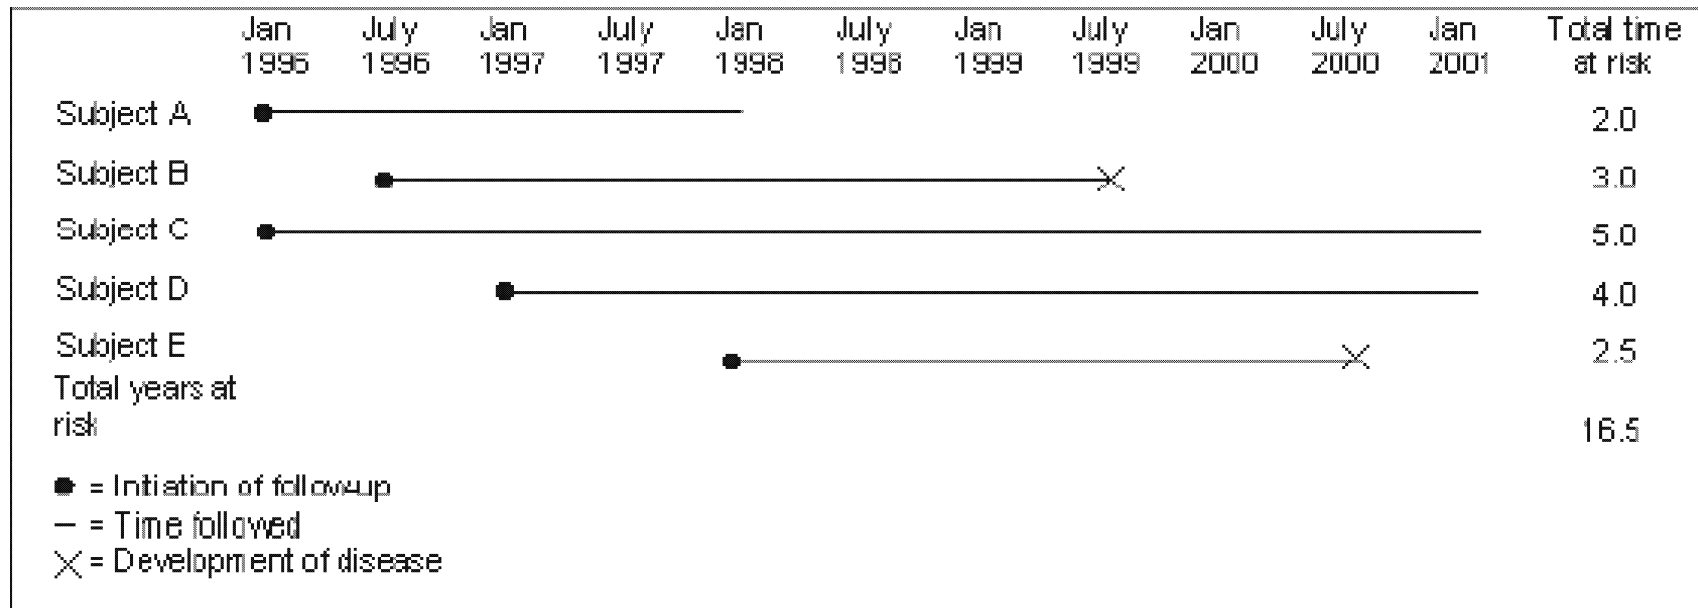 Jan July Jan July Jan July Jan July Jan July Jan Total time
1996 1996 1997 1997 1998 1998 1999 1999 2000 2000 2001 at risk
Subject A 2.0
Subject B 3.0
Subject C 5.0
Subject D 4.0
Subject E 2.5
Total years at
risk 16.5
= Initiation of follow-up
– = Time followed
= Development of disease